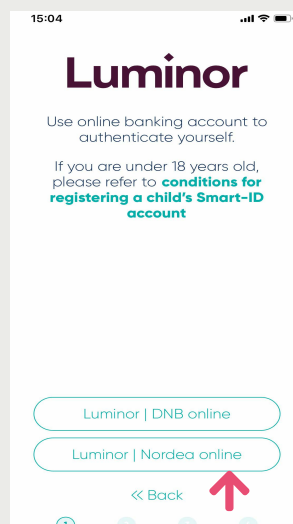 15:04
Luminor
Use online banking account to
authenticate yourself.
If you are under 18 years old,
please refer to conditions for
registering a child's Smart-ID
account
Luminor | DNB online
Luminor | Nordea online
« Back